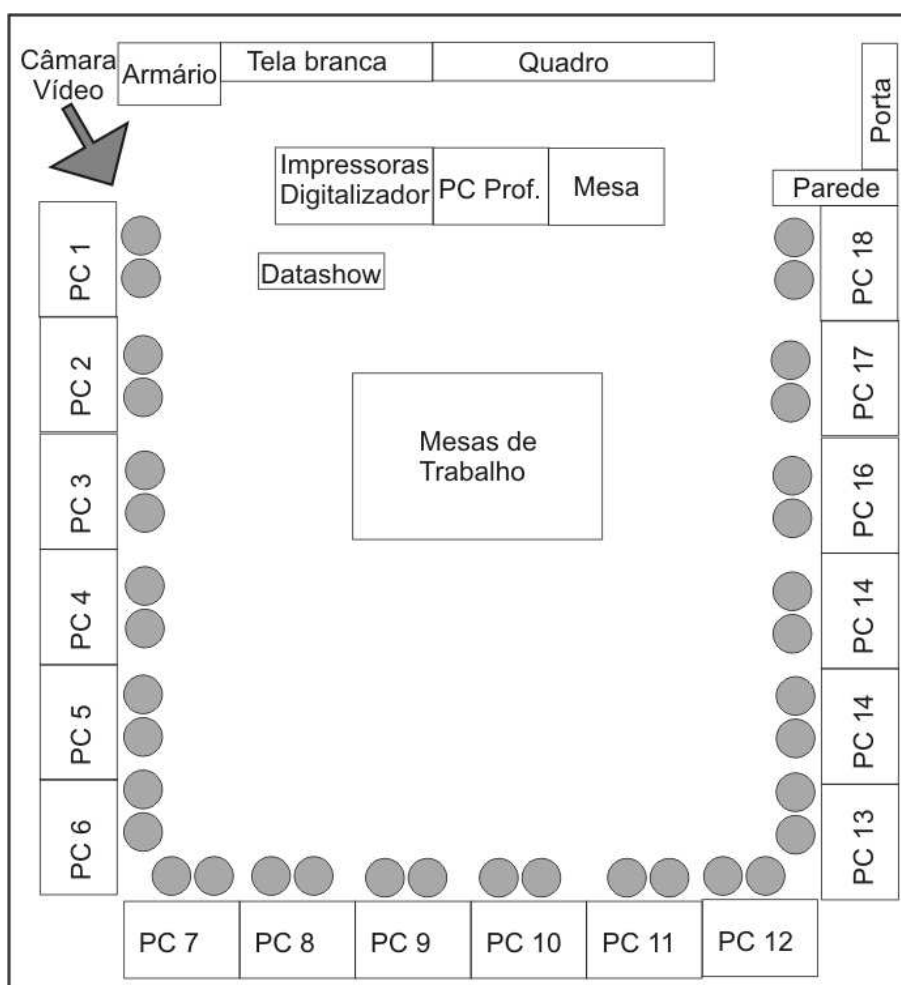 Câmara
Vídeo
Armário
Tela branca
Quadro
Porta
Impressoras
Digitalizador
PC Prof.
Mesa
Parede
Datashow
PC 1
PC 2
PC 3
PC 4
PC 5
PC 6
Mesas de
Trabalho
PC 18
PC 17
PC 16
PC 14
PC 14
PC 13
PC 7
PC 8
PC 9
PC 10
PC 11
PC 12